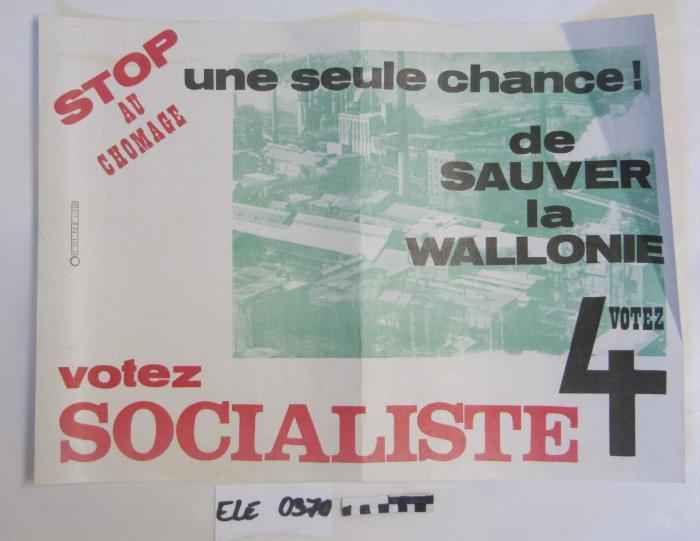 STOP
AU
CHOMAGE
une seule chance!
de
SAUVER
la
WALLONIE
VOTEZ
4
votez
SOCIALISTE
ELE 0370